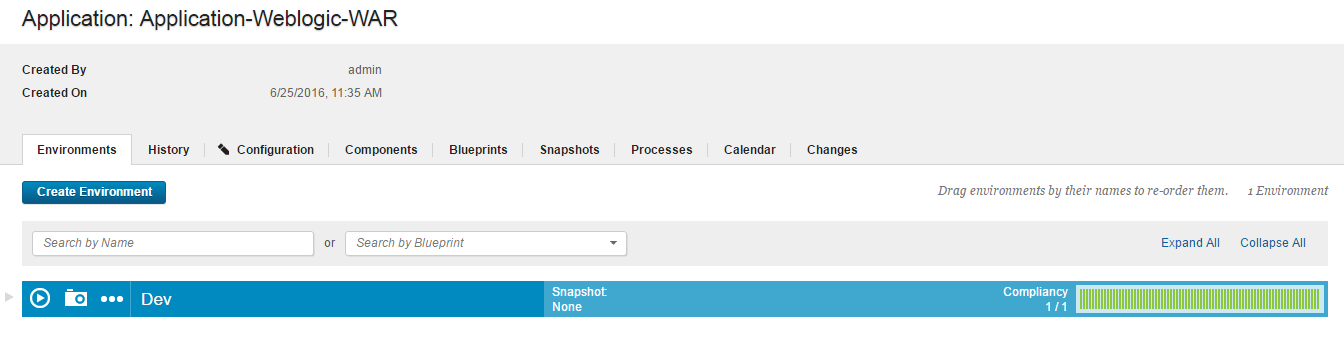 Application: Application-Weblogic-WAR
Created By admin
Created On 6/25/2016, 11:35 AM
Environments History Configuration Components Blueprints Snapshots Processes Calendar Changes
Create Environment Drag environments by their names to re-order them. 1 Environment
Search by Name or Search by Blueprint Expand All Collapse All
Dev
Snapshot: Compliancy
None 1 / 1